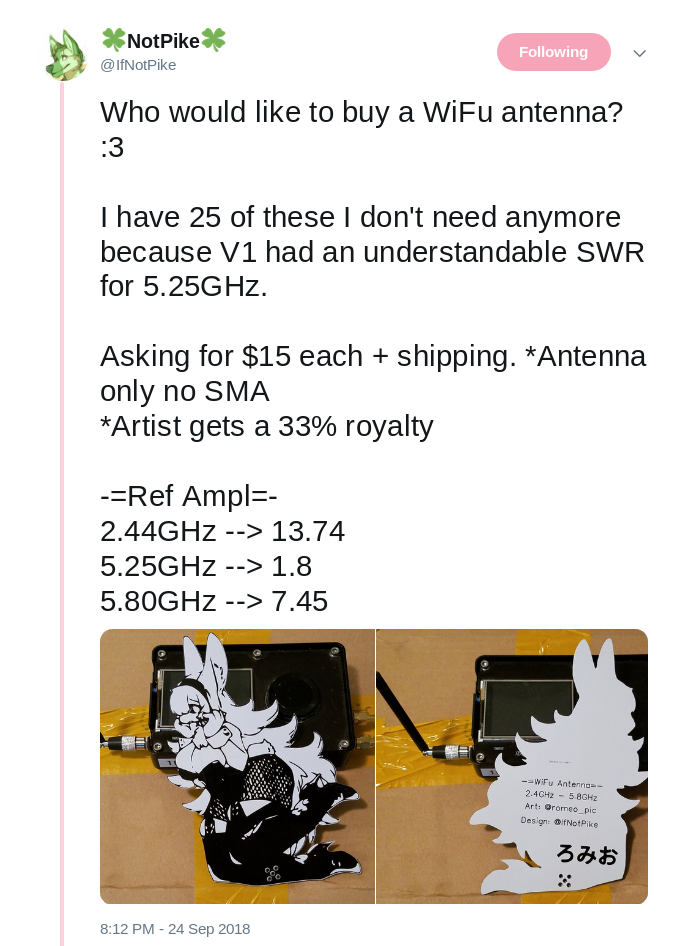 🍀NotPike🍀
@IfNotPike
Following
Who would like to buy a WiFu antenna?
:3
I have 25 of these I don't need anymore
because V1 had an understandable SWR
for 5.25GHz.
Asking for $15 each + shipping. *Antenna
only no SMA
*Artist gets a 33% royalty
-=Ref Ampl=-
2.44GHz --> 13.74
5.25GHz --> 1.8
5.80GHz --> 7.45
-=WiFu Antenna=-
2.4GHz - 5.8GHz
Art: @romeo_pic
Design: @IfNotPike
ろみお
8:12 PM - 24 Sep 2018